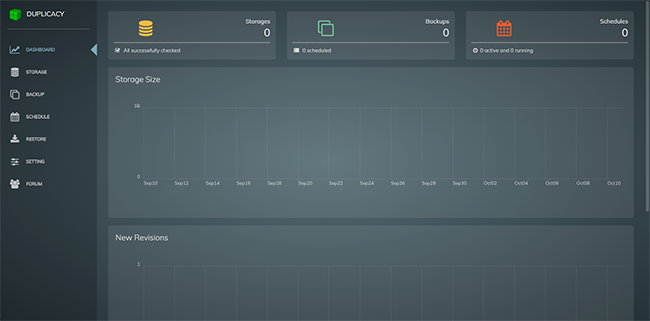 DUPLICACY
DASHBOARD
STORAGE
BACKUP
SCHEDULE
RESTORE
SETTING
FORUM
Storages
0
All successfully checked
Backups
0
0 scheduled
Schedules
0
0 active and 0 running
Storage Size
1B
0
Sep10 Sep12 Sep14 Sep16 Sep18 Sep20 Sep22 Sep24 Sep26 Sep28 Sep30 Oct02 Oct04 Oct06 Oct08 Oct10
New Revisions
1